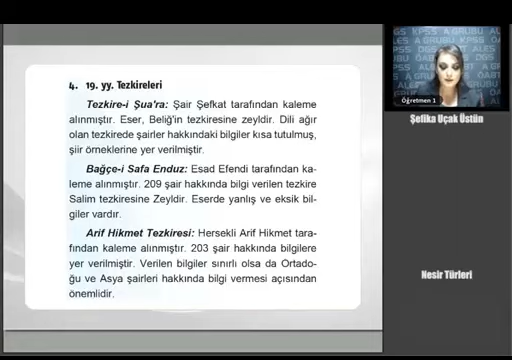 4. 19. yy. Tezkireleri
Tezkire-i Şua'ra: Şair Şefkat tarafından kaleme
alınmıştır. Eser, Beliğ'in tezkiresine zeyldir. Dili ağır
olan tezkirede şairler hakkındaki bilgiler kısa tutulmuş,
şiir örneklerine yer verilmiştir.
Bağçe-i Safa Enduz: Esad Efendi tarafından ka-
leme alınmıştır. 209 şair hakkında bilgi verilen tezkire
Salim tezkiresine Zeyldir. Eserde yanlış ve eksik bil-
giler vardır.
Arif Hikmet Tezkiresi: Hersekli Arif Hikmet tara-
fından kaleme alınmıştır. 203 şair hakkında bilgilere
yer verilmiştir. Verilen bilgiler sınırlı olsa da Ortado-
ğu ve Asya şairleri hakkında bilgi vermesi açısından
önemlidir.
Öğretmen 1
Şefika Uçak Üstün
Nesir Türleri